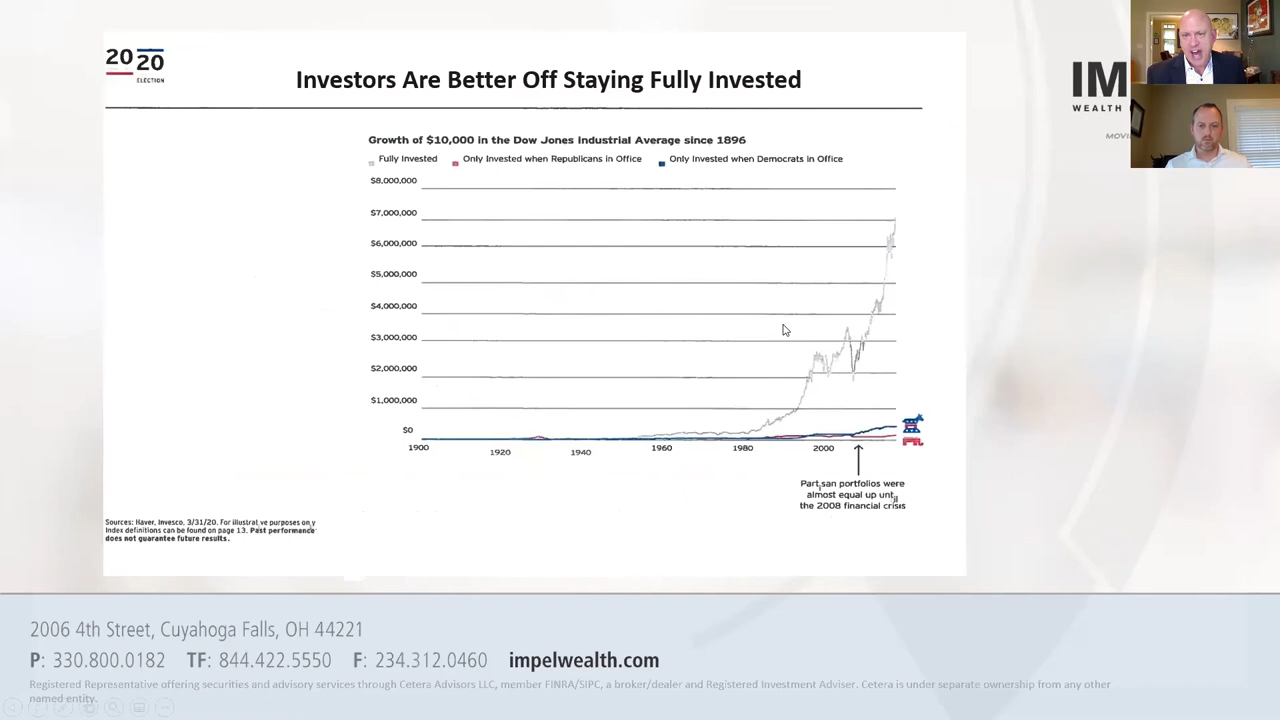 20 20
ELECTION
Investors Are Better Off Staying Fully Invested
IM
WEALTH
MOVI
Growth of $10,000 in the Dow Jones Industrial Average since 1896
Fully Invested Only Invested when Republicans in Office Only Invested when Democrats in Office
$8,000,000
$7,000,000
$6,000,000
$5,000,000
$4,000,000
$3,000,000
$2,000,000
$1,000,000
$0
1900 1920 1940 1960 1980 2000
Partisan portfolios were
almost equal up until
the 2008 financial crisis
Sources: Haver, Invesco, 3/31/20. For illustrative purposes only
Index definitions can be found on page 13. Past performance
does not guarantee future results.
2006 4th Street, Cuyahoga Falls, OH 44221
P: 330.800.0182 TF: 844.422.5550 F: 234.312.0460 impelwealth.com
Registered Representative offering securities and advisory services through Cetera Advisors LLC, member FINRA/SIPC, a broker/dealer and Registered Investment Adviser. Cetera is under separate ownership from any other
named entity.